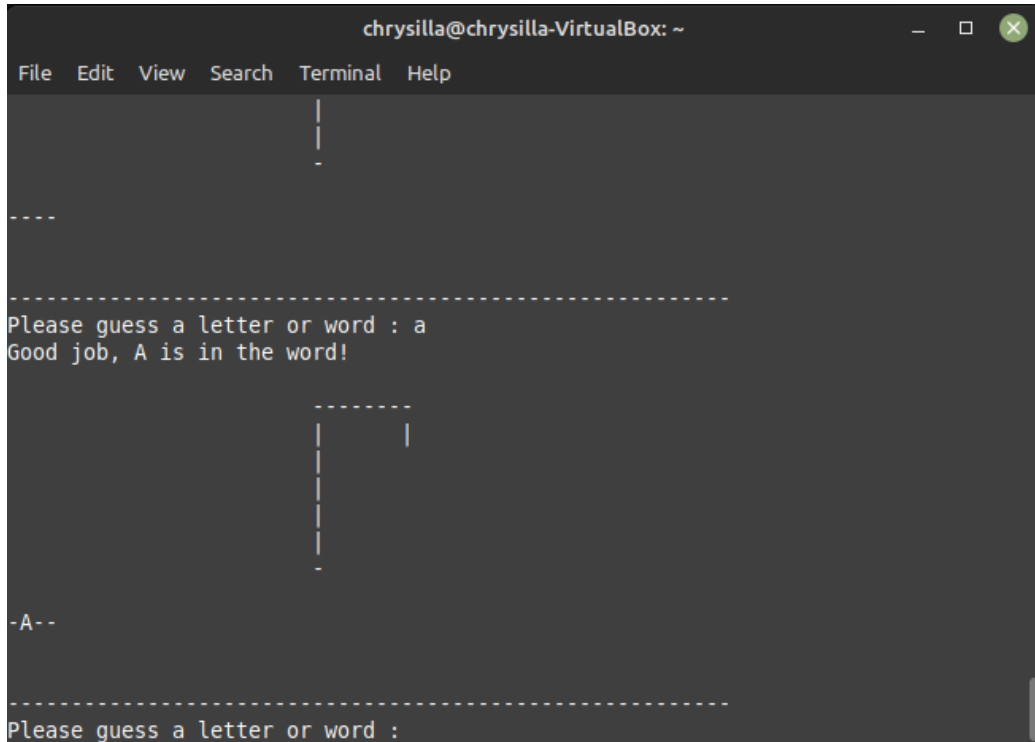 chrysilla@chrysilla-VirtualBox: ~
File Edit View Search Terminal Help
|
|
-
----
---------------------------------------------------------
Please guess a letter or word : a
Good job, A is in the word!
--------
|      |
|
|
|
|
-
-A--
---------------------------------------------------------
Please guess a letter or word :